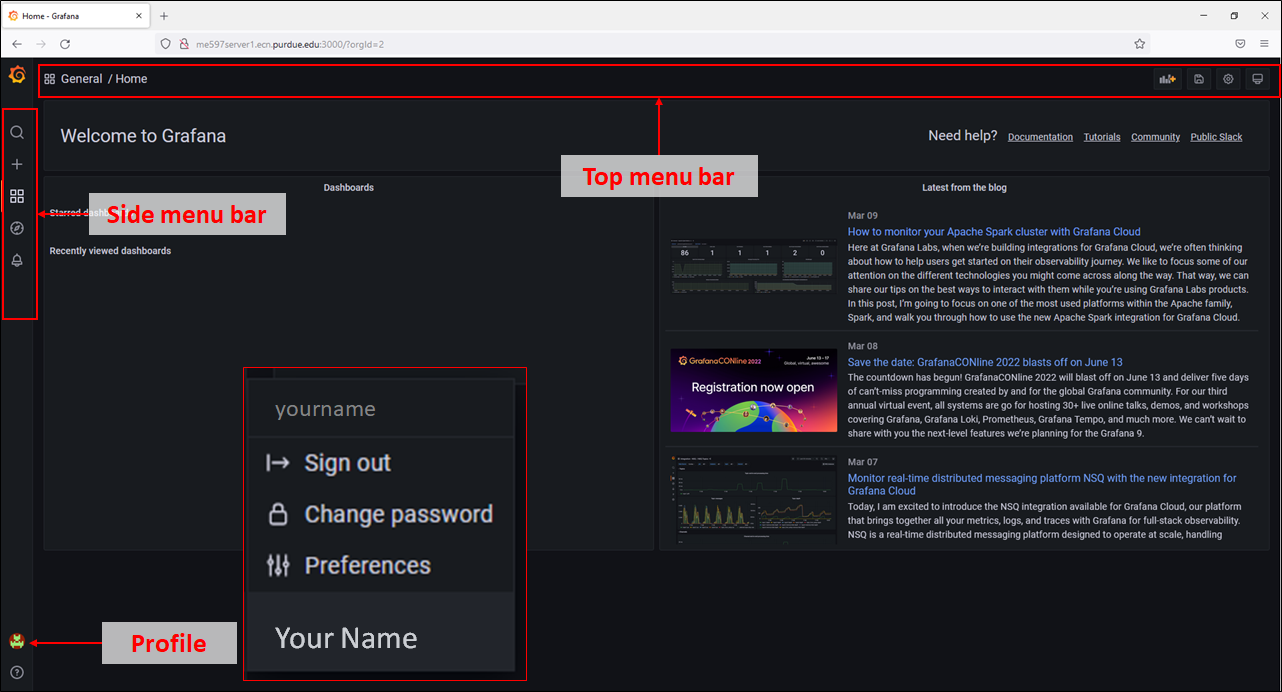 Home - Grafana
me597server1.ecn.purdue.edu:3000/?orgId=2
General / Home
Welcome to Grafana
Need help? Documentation Tutorials Community Public Slack
Top menu bar
Side menu bar
Dashboards
Starred
Recently viewed dashboards
Latest from the blog
Mar 09
How to monitor your Apache Spark cluster with Grafana Cloud
Here at Grafana Labs, when we're building integrations for Grafana Cloud, we're often thinking
about how to help users get started on their observability journey. We like to focus some of our
attention on the different technologies you might come across along the way. That way, we can
share our tips on the best ways to interact with them while you're using Grafana Labs products.
In this post, I'm going to focus on one of the most used platforms within the Apache family,
Spark, and walk you through how to use the new Apache Spark integration for Grafana Cloud.
86 1 1 1 2 0
Mar 08
Save the date: GrafanaCONline 2022 blasts off on June 13
The countdown has begun! GrafanaCONline 2022 will blast off on June 13 and deliver five days
of can't-miss programming created by and for the global Grafana community. For our third
annual virtual event, all systems are go for hosting 30+ live online talks, demos, and workshops
covering Grafana, Grafana Loki, Prometheus, Grafana Tempo, and much more. We can't wait to
share with you the next-level features we're planning for the Grafana 9.
GrafanaCONline 2022
June 13 - 17
Global, virtual, awesome
Registration now open
Mar 07
Monitor real-time distributed messaging platform NSQ with the new integration for
Grafana Cloud
Today, I am excited to introduce the NSQ integration available for Grafana Cloud, our platform
that brings together all your metrics, logs, and traces with Grafana for full-stack observability.
NSQ is a real-time distributed messaging platform designed to operate at scale, handling
yourname
Sign out
Change password
Preferences
Your Name
Profile